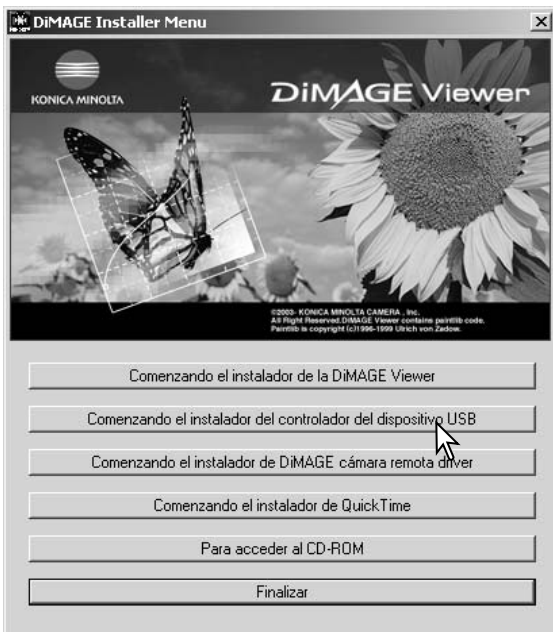 DiMAGE Installer Menu
KONICA MINOLTA
DiMAGE Viewer
©2003- KONICA MINOLTA CAMERA , Inc.
All Right Reserved.DiMAGE Viewer contains paintlib code.
Paintlib is copyright (c)1996-1999 Ulrich von Zadow.
Comenzando el instalador de la DiMAGE Viewer
Comenzando el instalador del controlador del dispositivo USB
Comenzando el instalador de DiMAGE cámara remota driver
Comenzando el instalador de QuickTime
Para acceder al CD-ROM
Finalizar